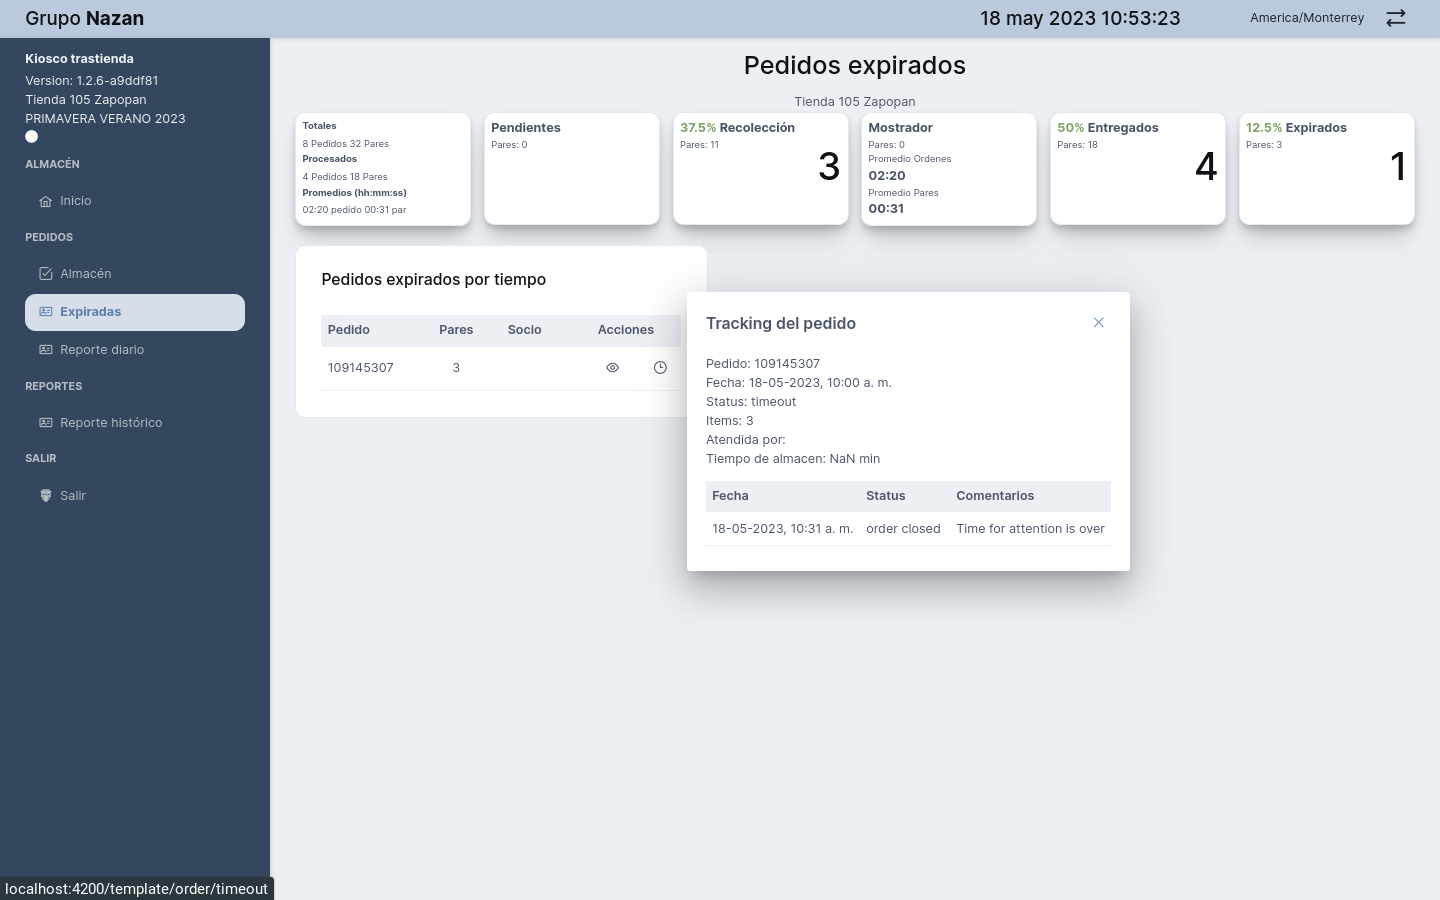 Grupo Nazan
18 may 2023 10:53:23
America/Monterrey
Kiosco trastienda
Version: 1.2.6-a9ddf81
Tienda 105 Zapopan
PRIMAVERA VERANO 2023
ALMACÉN
Inicio
PEDIDOS
Almacén
Expiradas
Reporte diario
REPORTES
Reporte histórico
SALIR
Salir
Pedidos expirados
Tienda 105 Zapopan
Totales
8 Pedidos 32 Pares
Procesados
4 Pedidos 18 Pares
Promedios (hh:mm:ss)
02:20 pedido 00:31 par
Pendientes
Pares: 0
37.5% Recolección
Pares: 11
3
Mostrador
Pares: 0
Promedio Ordenes
02:20
Promedio Pares
00:31
50% Entregados
Pares: 18
4
12.5% Expirados
Pares: 3
1
Pedidos expirados por tiempo
Pedido Pares Socio Acciones
109145307 3
Tracking del pedido
Pedido: 109145307
Fecha: 18-05-2023, 10:00 a. m.
Status: timeout
Items: 3
Atendida por:
Tiempo de almacen: NaN min
Fecha Status Comentarios
18-05-2023, 10:31 a. m. order closed Time for attention is over
localhost:4200/template/order/timeout